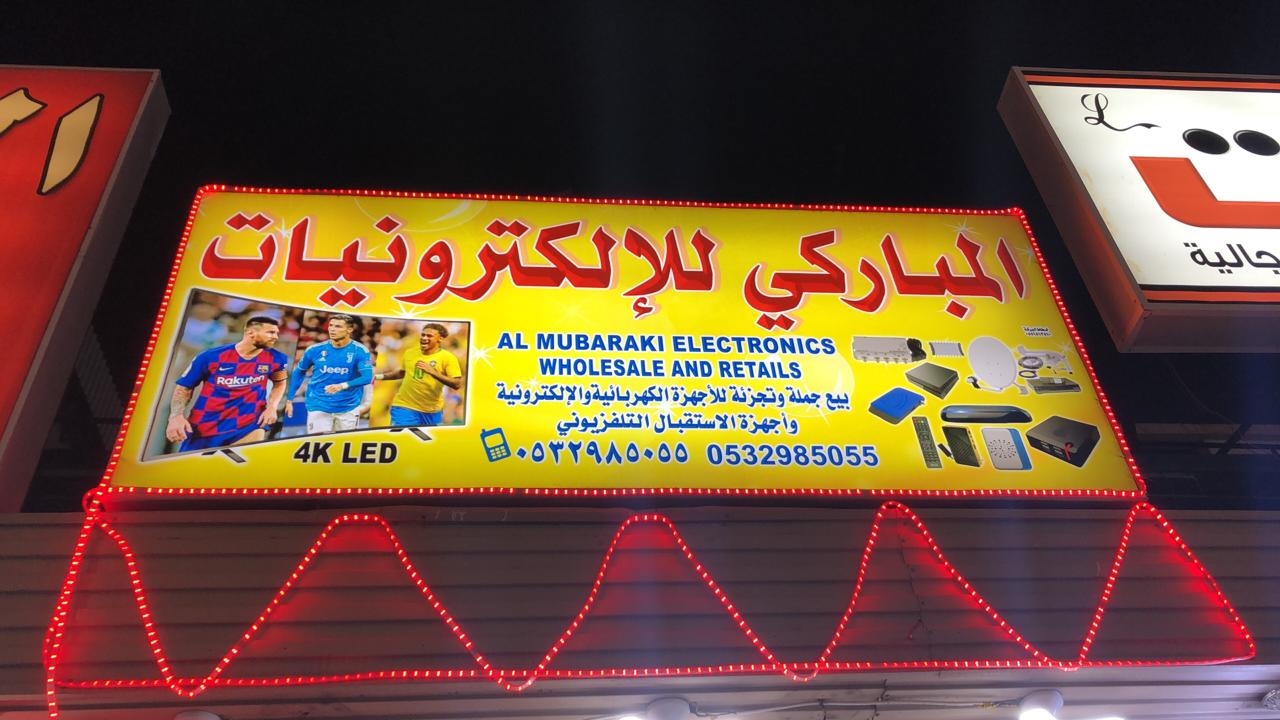 المباركي للإلكترونيات
AL MUBARAKI ELECTRONICS
WHOLESALE AND RETAILS
بيع جملة وتجزئة للأجهزة الكهربائية والإلكترونية
وأجهزة الاستقبال التلفزيوني
٠٥٣٢٩٨٥٠٥٥ 0532985055
4K LED
Rakuten
Jeep
10
L
جالية